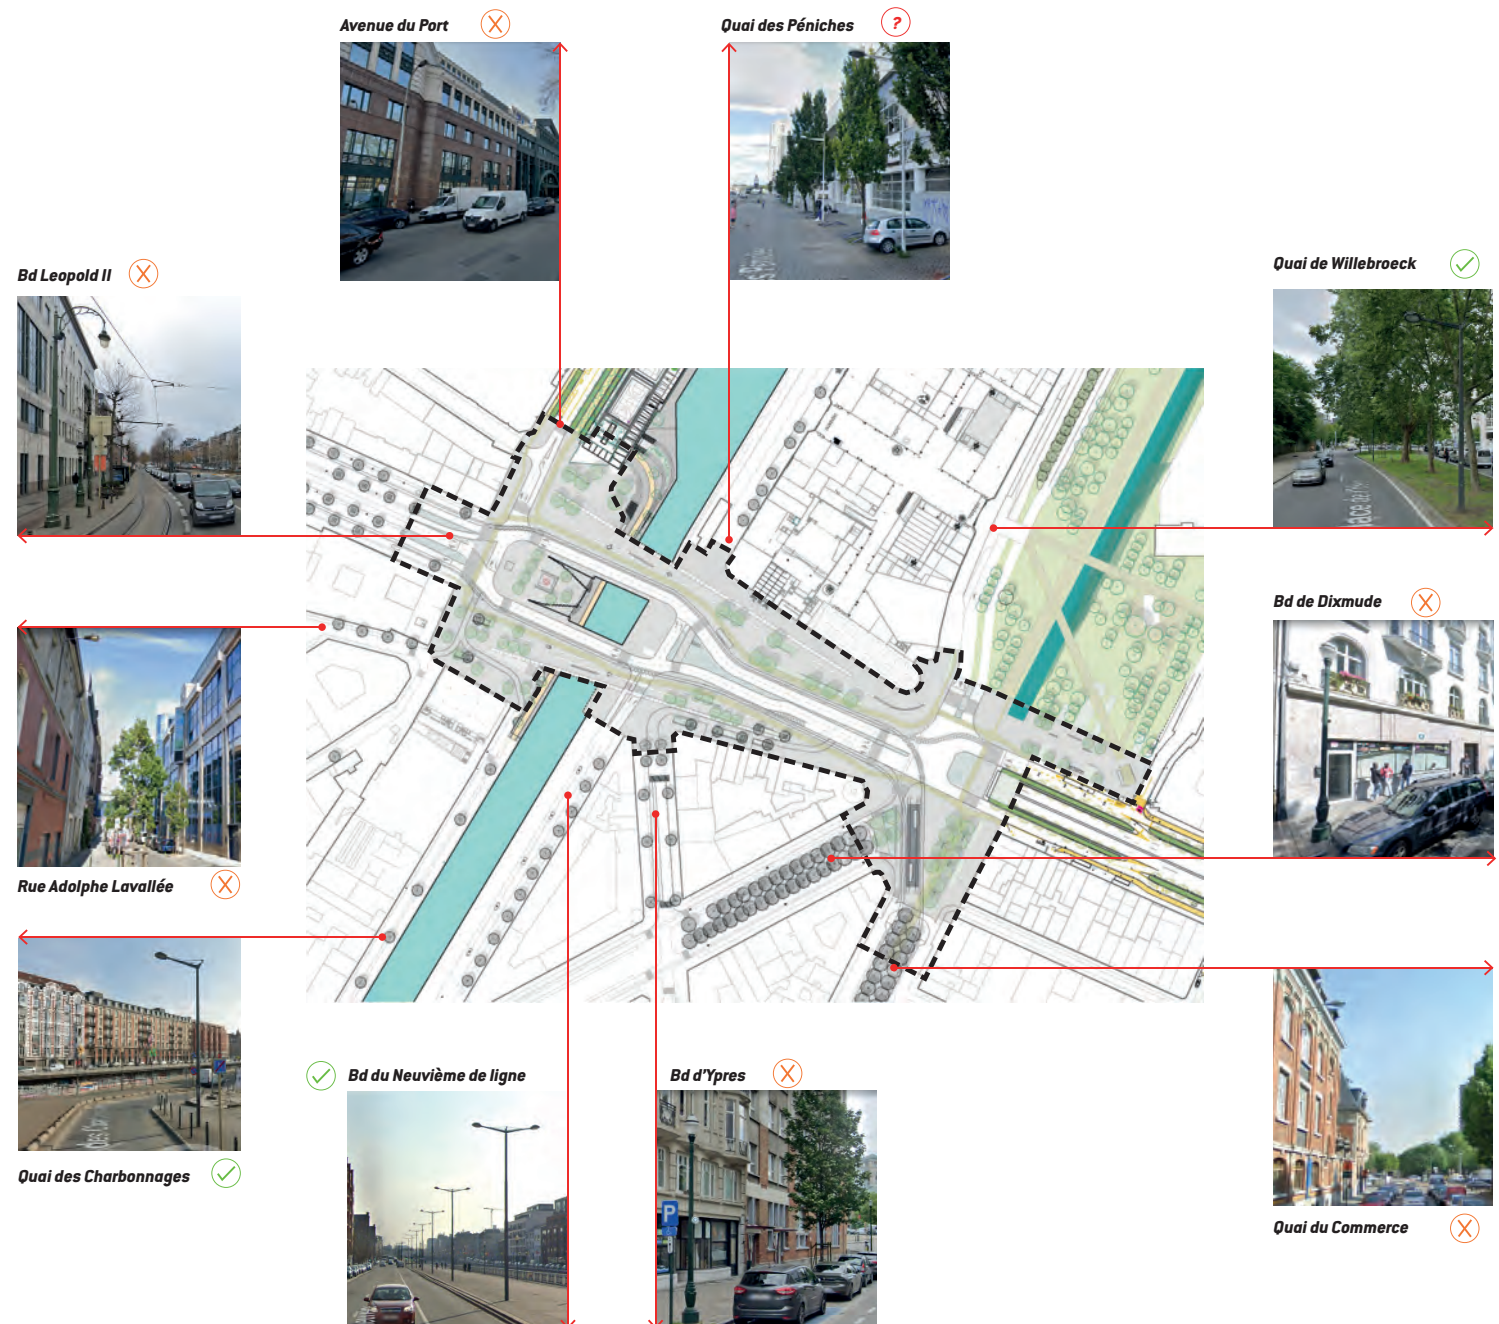 Avenue du Port
Quai des Péniches
?
Bd Leopold II
Quai de Willebroeck
Bd de Dixmude
Rue Adolphe Lavallée
Bd du Neuvième de ligne
Bd d'Ypres
P
Quai des Charbonnages
Quai du Commerce